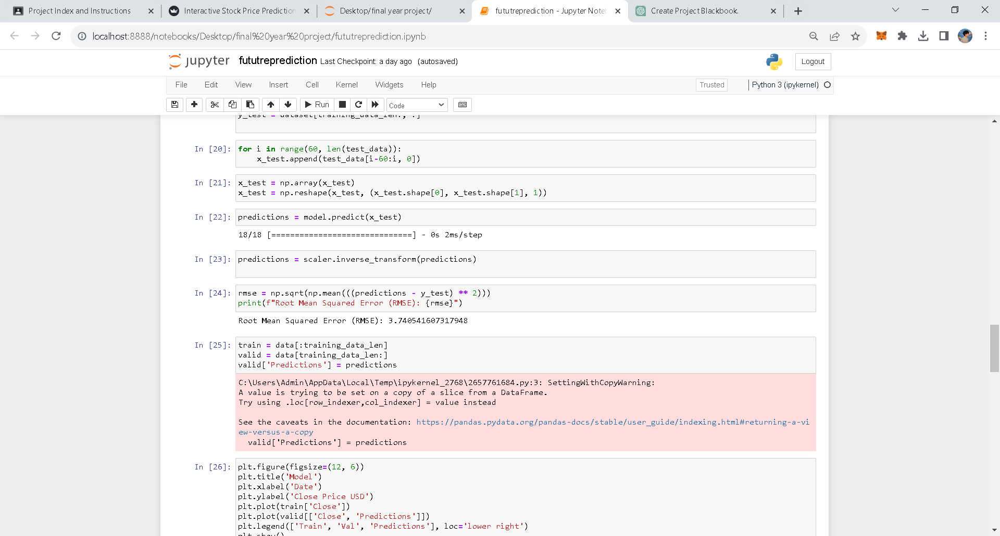 Project Index and Instructions
Interactive Stock Price Prediction
Desktop/final year project/
fututreprediction - Jupyter Note
Create Project Blackbook.
localhost:8888/notebooks/Desktop/final%20year%20project/fututreprediction.ipynb
jupyter fututreprediction Last Checkpoint: a day ago (autosaved)
Logout
File Edit View Insert Cell Kernel Widgets Help
Trusted
Python 3 (ipykernel)
Run
Code
y_test = dataset[training_data_len:, :]
In [20]: for i in range(60, len(test_data)):
    x_test.append(test_data[i-60:i, 0])
In [21]: x_test = np.array(x_test)
x_test = np.reshape(x_test, (x_test.shape[0], x_test.shape[1], 1))
In [22]: predictions = model.predict(x_test)
18/18 [==============================] - 0s 2ms/step
In [23]: predictions = scaler.inverse_transform(predictions)
In [24]: rmse = np.sqrt(np.mean(((predictions - y_test) ** 2)))
print(f"Root Mean Squared Error (RMSE): {rmse}")
Root Mean Squared Error (RMSE): 3.740541607317948
In [25]: train = data[:training_data_len]
valid = data[training_data_len:]
valid['Predictions'] = predictions
C:\Users\Admin\AppData\Local\Temp\ipykernel_2768\2657761684.py:3: SettingWithCopyWarning:
A value is trying to be set on a copy of a slice from a DataFrame.
Try using .loc[row_indexer,col_indexer] = value instead
See the caveats in the documentation: https://pandas.pydata.org/pandas-docs/stable/user_guide/indexing.html#returning-a-vi
ew-versus-a-copy
  valid['Predictions'] = predictions
In [26]: plt.figure(figsize=(12, 6))
plt.title('Model')
plt.xlabel('Date')
plt.ylabel('Close Price USD')
plt.plot(train['Close'])
plt.plot(valid[['Close', 'Predictions']])
plt.legend(['Train', 'Val', 'Predictions'], loc='lower right')
plt.show()